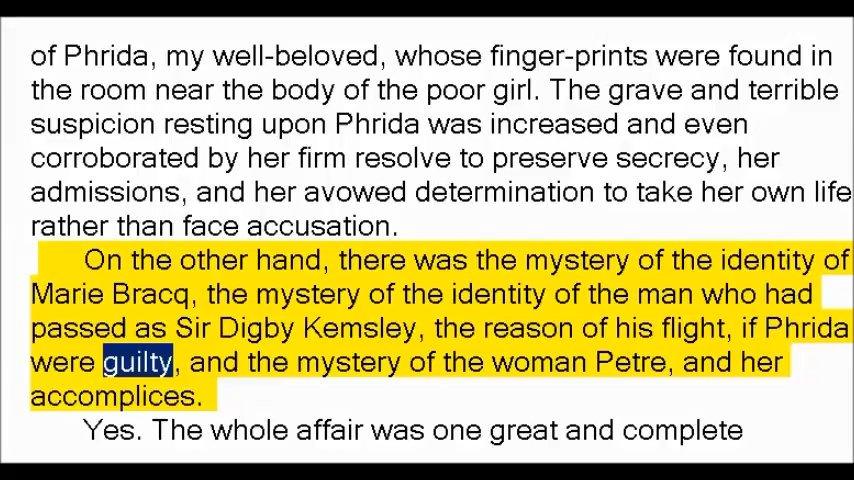 of Phrida, my well-beloved, whose finger-prints were found in
the room near the body of the poor girl. The grave and terrible
suspicion resting upon Phrida was increased and even
corroborated by her firm resolve to preserve secrecy, her
admissions, and her avowed determination to take her own life
rather than face accusation.
On the other hand, there was the mystery of the identity of
Marie Bracq, the mystery of the identity of the man who had
passed as Sir Digby Kemsley, the reason of his flight, if Phrida
were guilty, and the mystery of the woman Petre, and her
accomplices.
Yes. The whole affair was one great and complete